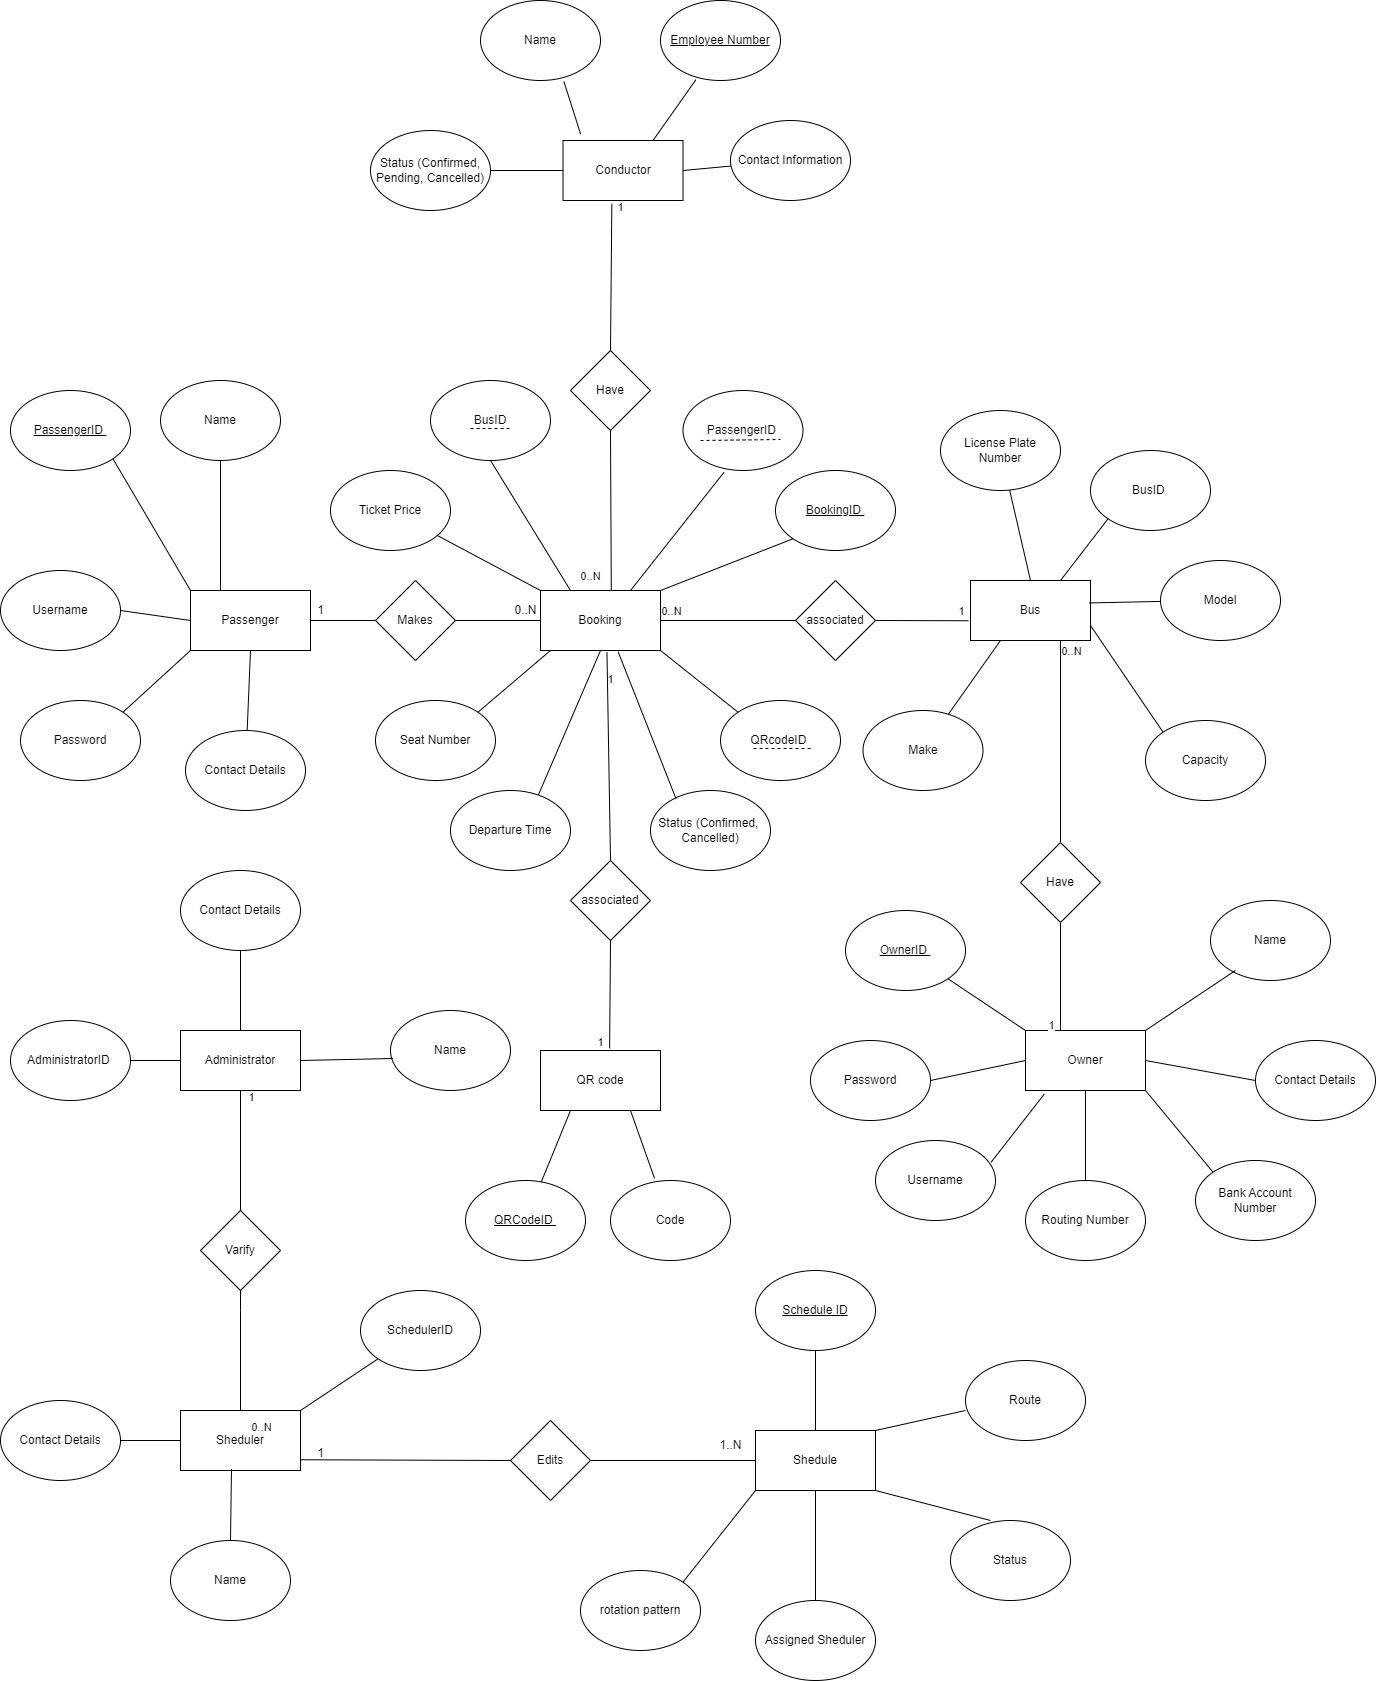 Name
Employee Number
Status (Confirmed,
Pending, Cancelled)
Conductor
Contact Information
1
Have
PassengerID
Name
BusID
PassengerID
License Plate
Number
BusID
Ticket Price
BookingID
0..N
Username
Passenger
1
Makes
0..N
Booking
0..N
associated
1
Bus
Model
0..N
1
Password
Contact Details
Seat Number
QRcodeID
Make
Capacity
Departure Time
Status (Confirmed,
Cancelled)
Have
Contact Details
associated
OwnerID
Name
AdministratorID
Administrator
Name
1
1
QR code
1
Owner
Password
Contact Details
Username
Routing Number
Bank Account
Number
QRCodeID
Code
Varify
SchedulerID
Schedule ID
Route
Contact Details
0..N
Sheduler
1
Edits
1..N
Shedule
Status
Name
rotation pattern
Assigned Sheduler